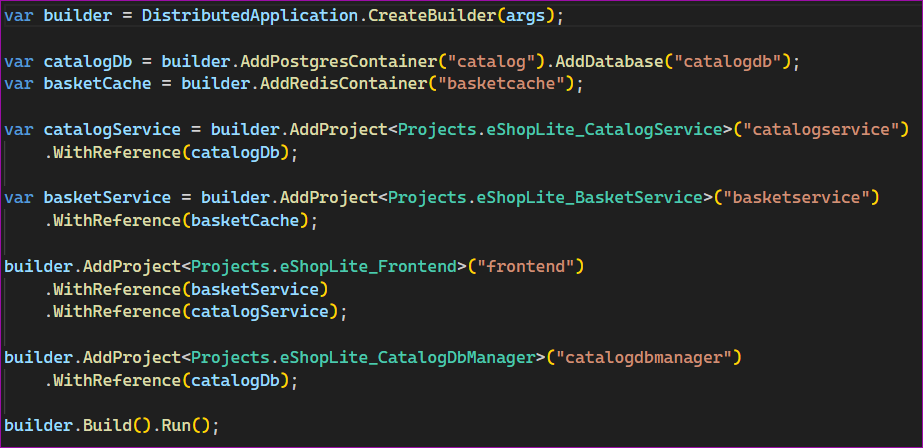 var builder = DistributedApplication.CreateBuilder(args);
var catalogDb = builder.AddPostgresContainer("catalog").AddDatabase("catalogdb");
var basketCache = builder.AddRedisContainer("basketcache");
var catalogService = builder.AddProject<Projects.eShopLite_CatalogService>("catalogservice")
    .WithReference(catalogDb);
var basketService = builder.AddProject<Projects.eShopLite_BasketService>("basketservice")
    .WithReference(basketCache);
builder.AddProject<Projects.eShopLite_Frontend>("frontend")
    .WithReference(basketService)
    .WithReference(catalogService);
builder.AddProject<Projects.eShopLite_CatalogDbManager>("catalogdbmanager")
    .WithReference(catalogDb);
builder.Build().Run();